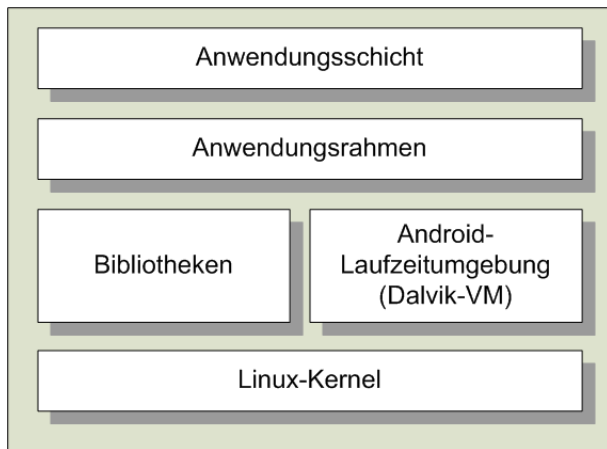 Anwendungsschicht
Anwendungsrahmen
Bibliotheken
Android-
Laufzeitumgebung
(Dalvik-VM)
Linux-Kernel